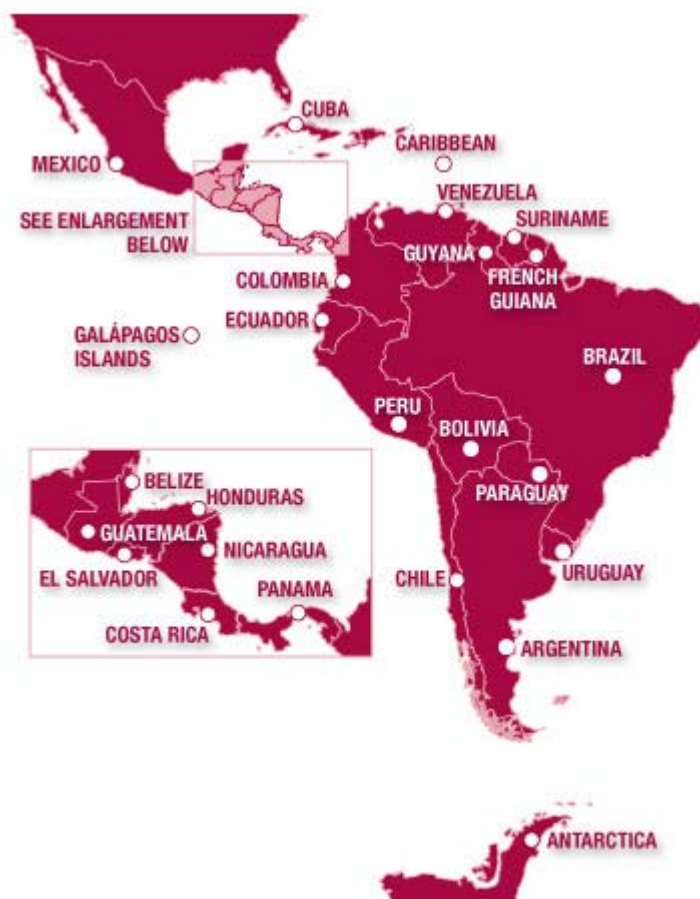 CUBA
MEXICO
CARIBBEAN
VENEZUELA
SEE ENLARGEMENT
BELOW
SURINAME
GUYANA
COLOMBIA
FRENCH
GUIANA
ECUADOR
GALÁPAGOS
ISLANDS
BRAZIL
PERU
BOLIVIA
PARAGUAY
BELIZE
HONDURAS
GUATEMALA
NICARAGUA
EL SALVADOR
PANAMA
COSTA RICA
CHILE
URUGUAY
ARGENTINA
ANTARCTICA